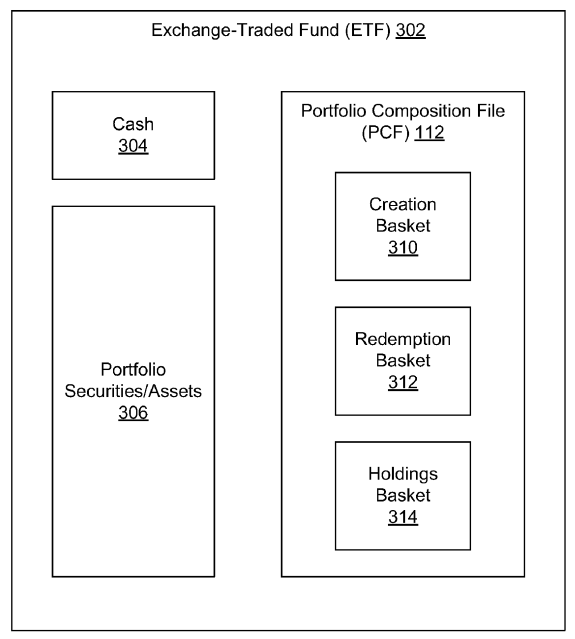 Exchange-Traded Fund (ETF) 302
Cash
304
Portfolio
Securities/Assets
306
Portfolio Composition File
(PCF) 112
Creation
Basket
310
Redemption
Basket
312
Holdings
Basket
314